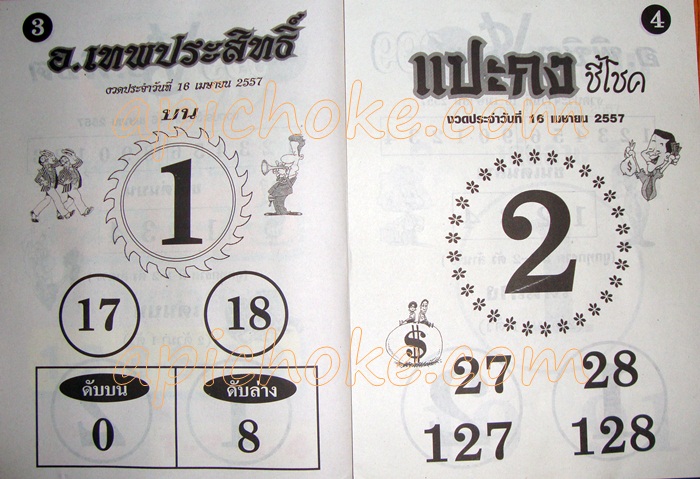 3
อ.เทพประสิทธิ์
งวดประจำวันที่ 16 เมษายน 2557
บน
1
17 18
ดับบน ดับล่าง
0 8
4
แปะกง ชี้โชค
งวดประจำวันที่ 16 เมษายน 2557
2
$
27 28
127 128
apichoke.com
apichoke.com
apichoke.com